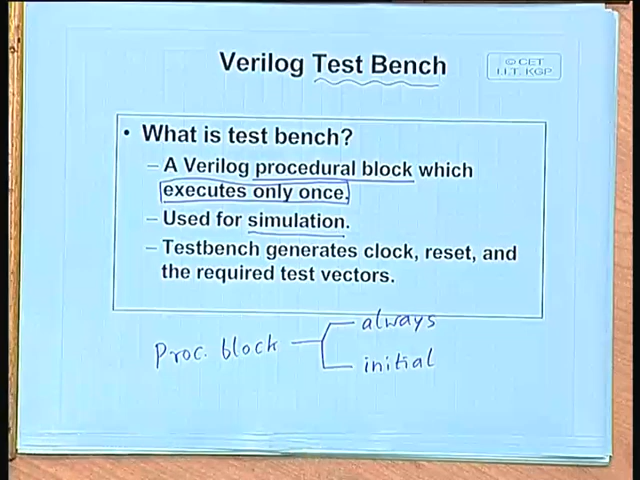 Verilog Test Bench
© CET
I.I.T. KGP
• What is test bench?
– A Verilog procedural block which
executes only once.
– Used for simulation.
– Testbench generates clock, reset, and
the required test vectors.
always
Proc. block
initial